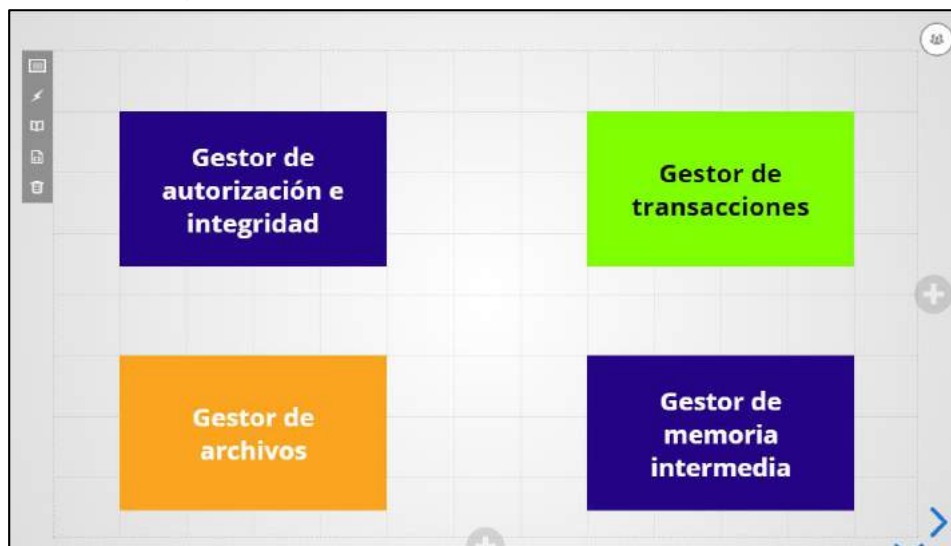 Gestor de
autorización e
integridad
Gestor de
transacciones
Gestor de
archivos
Gestor de
memoria
intermedia